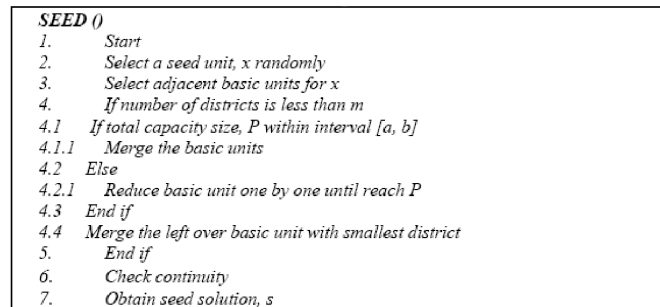 SEED ()
1. Start
2. Select a seed unit, x randomly
3. Select adjacent basic units for x
4. If number of districts is less than m
4.1 If total capacity size, P within interval [a, b]
4.1.1 Merge the basic units
4.2 Else
4.2.1 Reduce basic unit one by one until reach P
4.3 End if
4.4 Merge the left over basic unit with smallest district
5. End if
6. Check continuity
7. Obtain seed solution, s